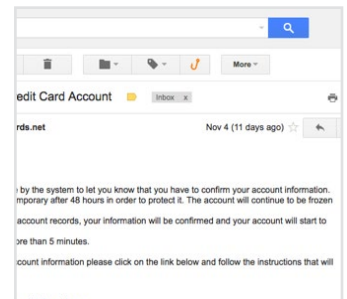 More
edit Card Account Inbox x
rds.net Nov 4 (11 days ago)
by the system to let you know that you have to confirm your account information.
mporary after 48 hours in order to protect it. The account will continue to be frozen
account records, your information will be confirmed and your account will start to
ore than 5 minutes.
count information please click on the link below and follow the instructions that will